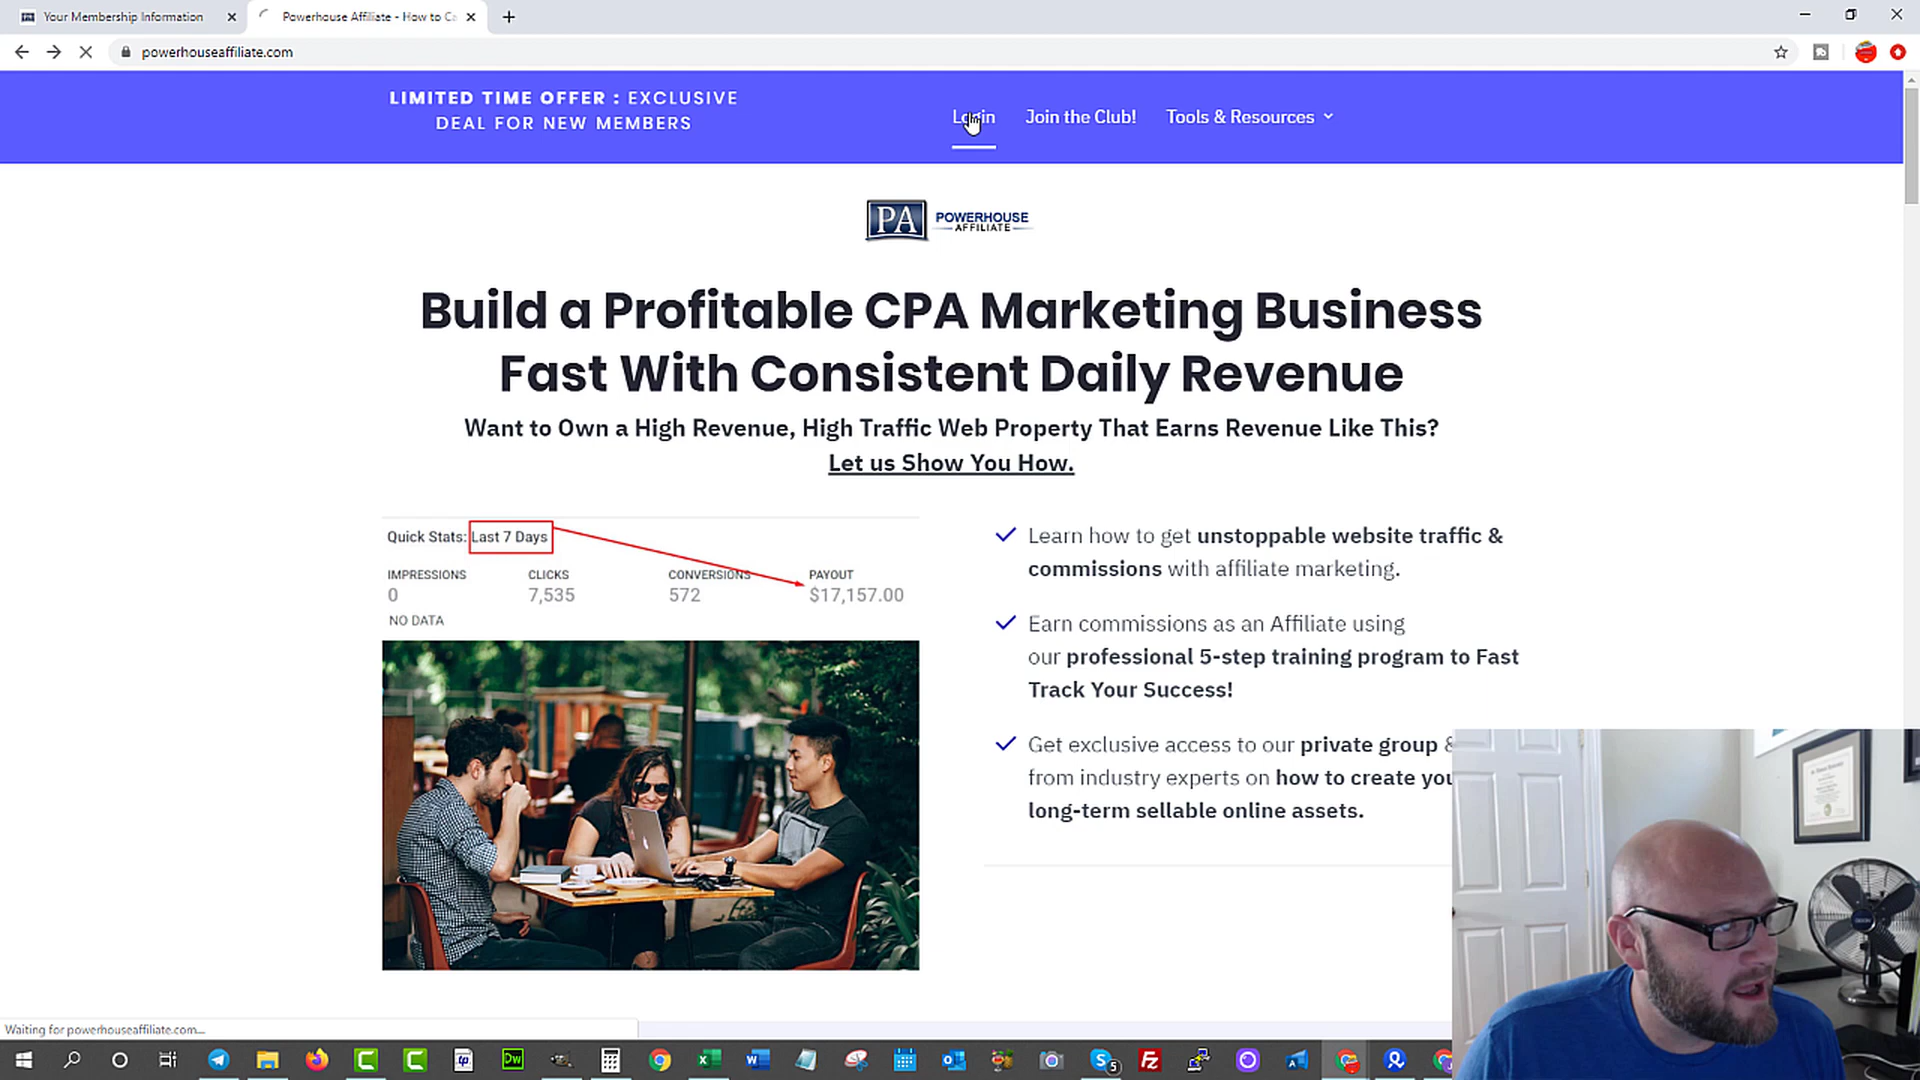 Your Membership Information
Powerhouse Affiliate - How to Ca
powerhouseaffiliate.com
LIMITED TIME OFFER : EXCLUSIVE
DEAL FOR NEW MEMBERS
Login
Join the Club!
Tools & Resources
PA
POWERHOUSE
AFFILIATE
Build a Profitable CPA Marketing Business
Fast With Consistent Daily Revenue
Want to Own a High Revenue, High Traffic Web Property That Earns Revenue Like This?
Let us Show You How.
Quick Stats: Last 7 Days
IMPRESSIONS CLICKS CONVERSIONS PAYOUT
0 7,535 572 $17,157.00
NO DATA
Learn how to get unstoppable website traffic &
commissions with affiliate marketing.
Earn commissions as an Affiliate using
our professional 5-step training program to Fast
Track Your Success!
Get exclusive access to our private group &
from industry experts on how to create you
long-term sellable online assets.
Waiting for powerhouseaffiliate.com...